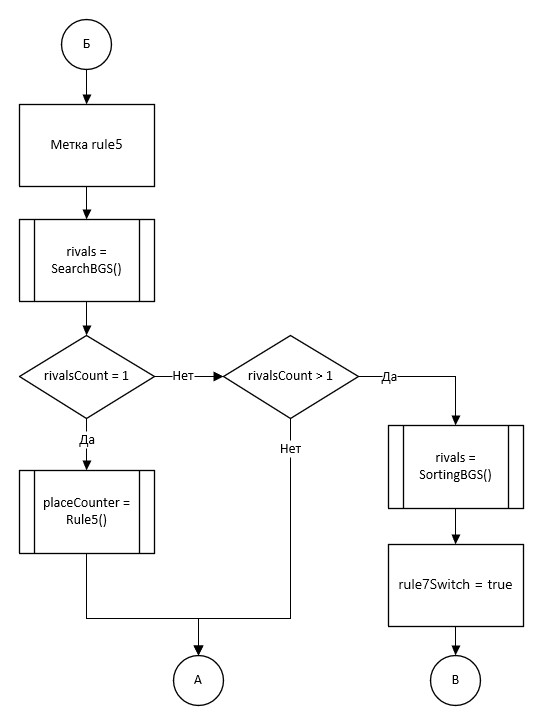 Б
Метка rule5
rivals =
SearchBGS()
rivalsCount = 1
Нет
rivalsCount > 1
Да
Да
Нет
rivals =
SortingBGS()
placeCounter =
Rule5()
rule7Switch = true
А
В